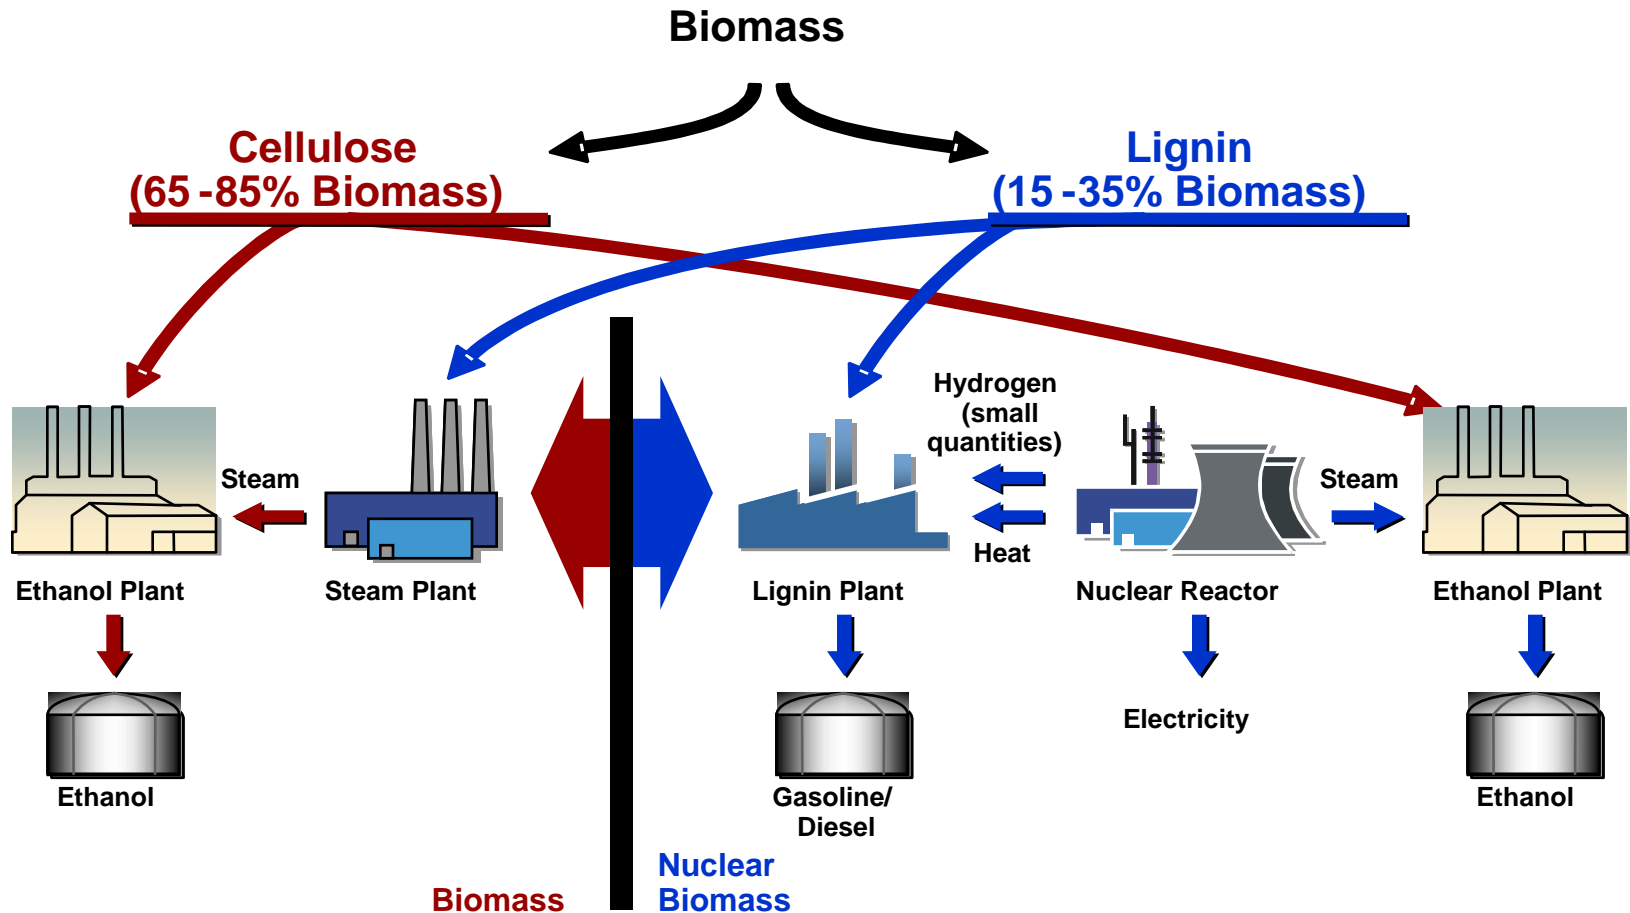 Biomass
Cellulose
(65-85% Biomass)
Lignin
(15-35% Biomass)
Hydrogen
(small
quantities)
Steam
Heat
Steam
Ethanol Plant
Steam Plant
Lignin Plant
Nuclear Reactor
Ethanol Plant
Electricity
Ethanol
Gasoline/
Diesel
Ethanol
Biomass
Nuclear
Biomass